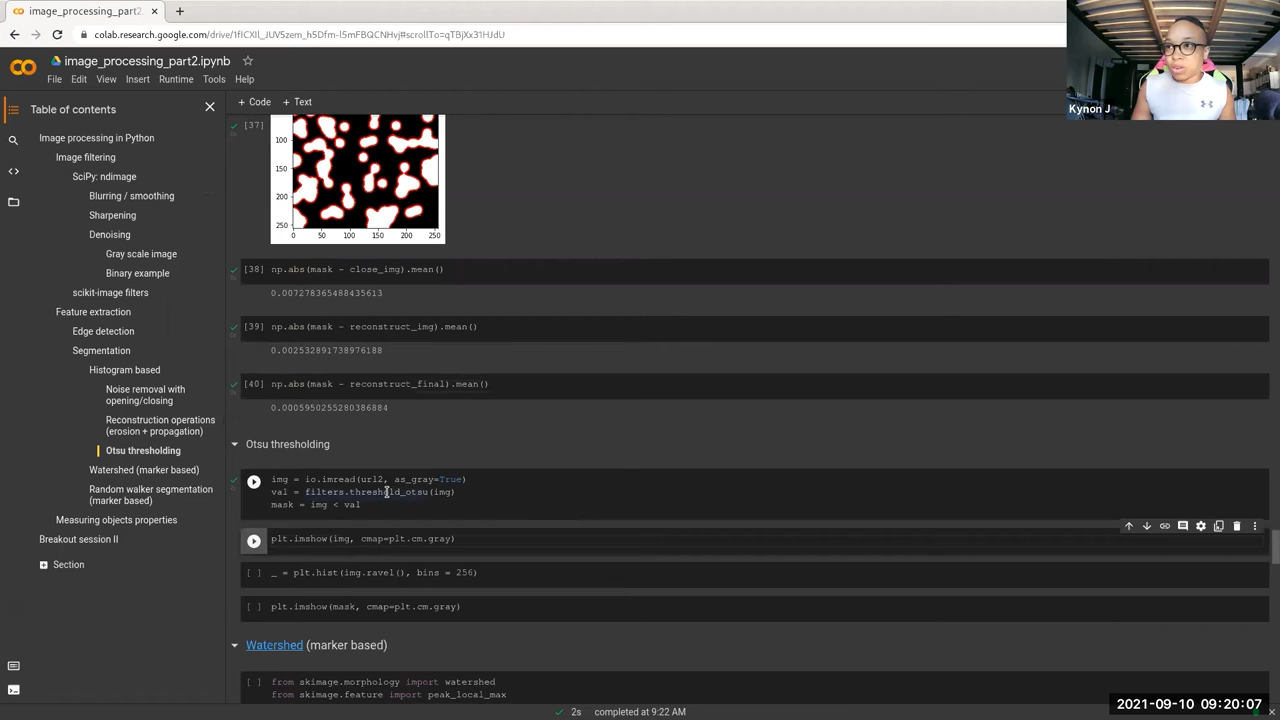 image_processing_part2.
colab.research.google.com/drive/1fICXIl_JUV5zem_h5Dfm-I5mFBQCNHvj#scrollTo=qTBjXx31HJdU
image_processing_part2.ipynb
File Edit View Insert Runtime Tools Help
Kynon J
Table of contents
Image processing in Python
Image filtering
SciPy: ndimage
Blurring / smoothing
Sharpening
Denoising
Gray scale image
Binary example
scikit-image filters
Feature extraction
Edge detection
Segmentation
Histogram based
Noise removal with
opening/closing
Reconstruction operations
(erosion + propagation)
Otsu thresholding
Watershed (marker based)
Random walker segmentation
(marker based)
Measuring objects properties
Breakout session II
Section
+ Code + Text
[37]
100
150
200
250
0 50 100 150 200 250
[38] np.abs(mask - close_img).mean()
0.007278365488435613
[39] np.abs(mask - reconstruct_img).mean()
0.002532891738976188
[40] np.abs(mask - reconstruct_final).mean()
0.0005950255280386884
Otsu thresholding
img = io.imread(url2, as_gray=True)
val = filters.threshold_otsu(img)
mask = img < val
plt.imshow(img, cmap=plt.cm.gray)
[ ] _ = plt.hist(img.ravel(), bins = 256)
[ ] plt.imshow(mask, cmap=plt.cm.gray)
Watershed (marker based)
[ ] from skimage.morphology import watershed
from skimage.feature import peak_local_max
2s completed at 9:22 AM
2021-09-10 09:20:07